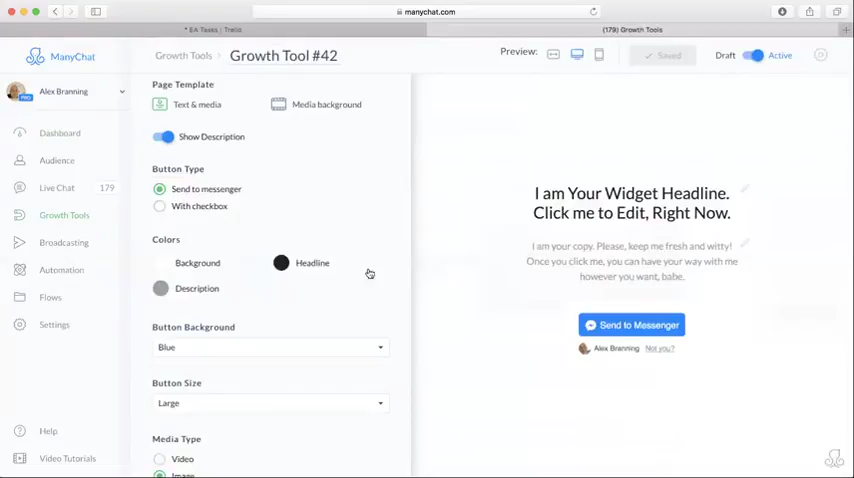 manychat.com
* EA Tasks | Trello
(179) Growth Tools
ManyChat
Growth Tools
Growth Tool #42
Preview:
Saved
Draft
Active
Alex Branning
PRO
Dashboard
Audience
Live Chat
179
Growth Tools
Broadcasting
Automation
Flows
Settings
Help
Video Tutorials
Page Template
Text & media
Media background
Show Description
Button Type
Send to messenger
With checkbox
Colors
Background
Headline
Description
Button Background
Blue
Button Size
Large
Media Type
Video
Image
I am Your Widget Headline.
Click me to Edit, Right Now.
I am your copy. Please, keep me fresh and witty!
Once you click me, you can have your way with me
however you want, babe.
Send to Messenger
Alex Branning Not you?